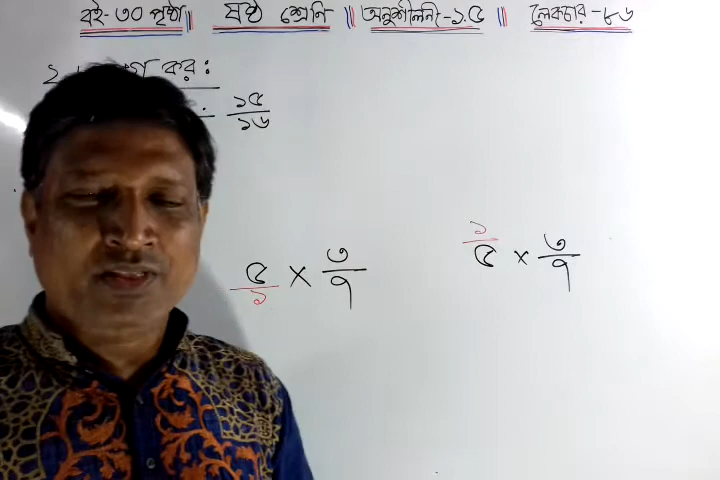 বই-৩০ পৃষ্ঠা || ষষ্ঠ শ্রেনি || অনুশীলনী-১.৫ || লেকচার-৮৬
২। কর :
১৫/১৬
৫/১ × ৩/৭
১/৫ × ৩/৭